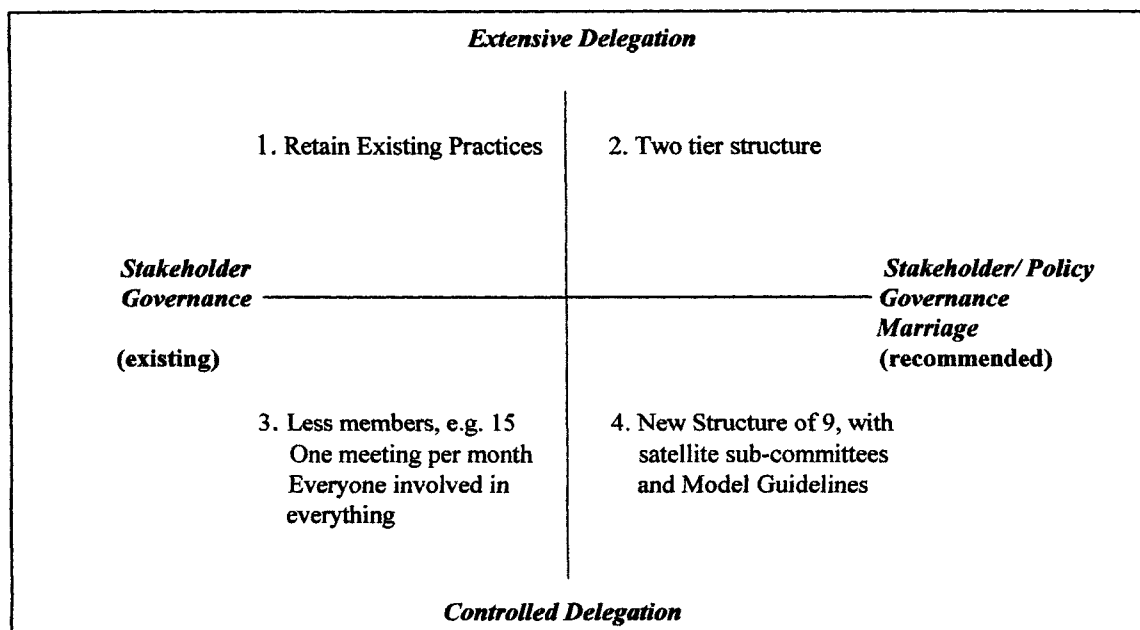 Extensive Delegation
1. Retain Existing Practices
2. Two tier structure
Stakeholder
Governance
(existing)
Stakeholder/ Policy
Governance
Marriage
(recommended)
3. Less members, e.g. 15
One meeting per month
Everyone involved in
everything
4. New Structure of 9, with
satellite sub-committees
and Model Guidelines
Controlled Delegation